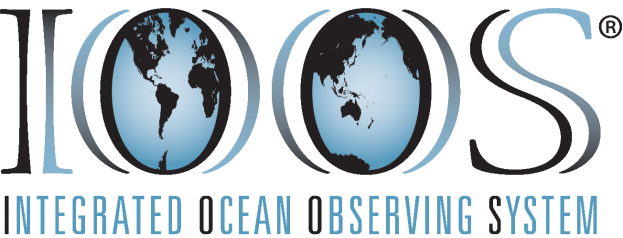 IOOS®
INTEGRATED OCEAN OBSERVING SYSTEM